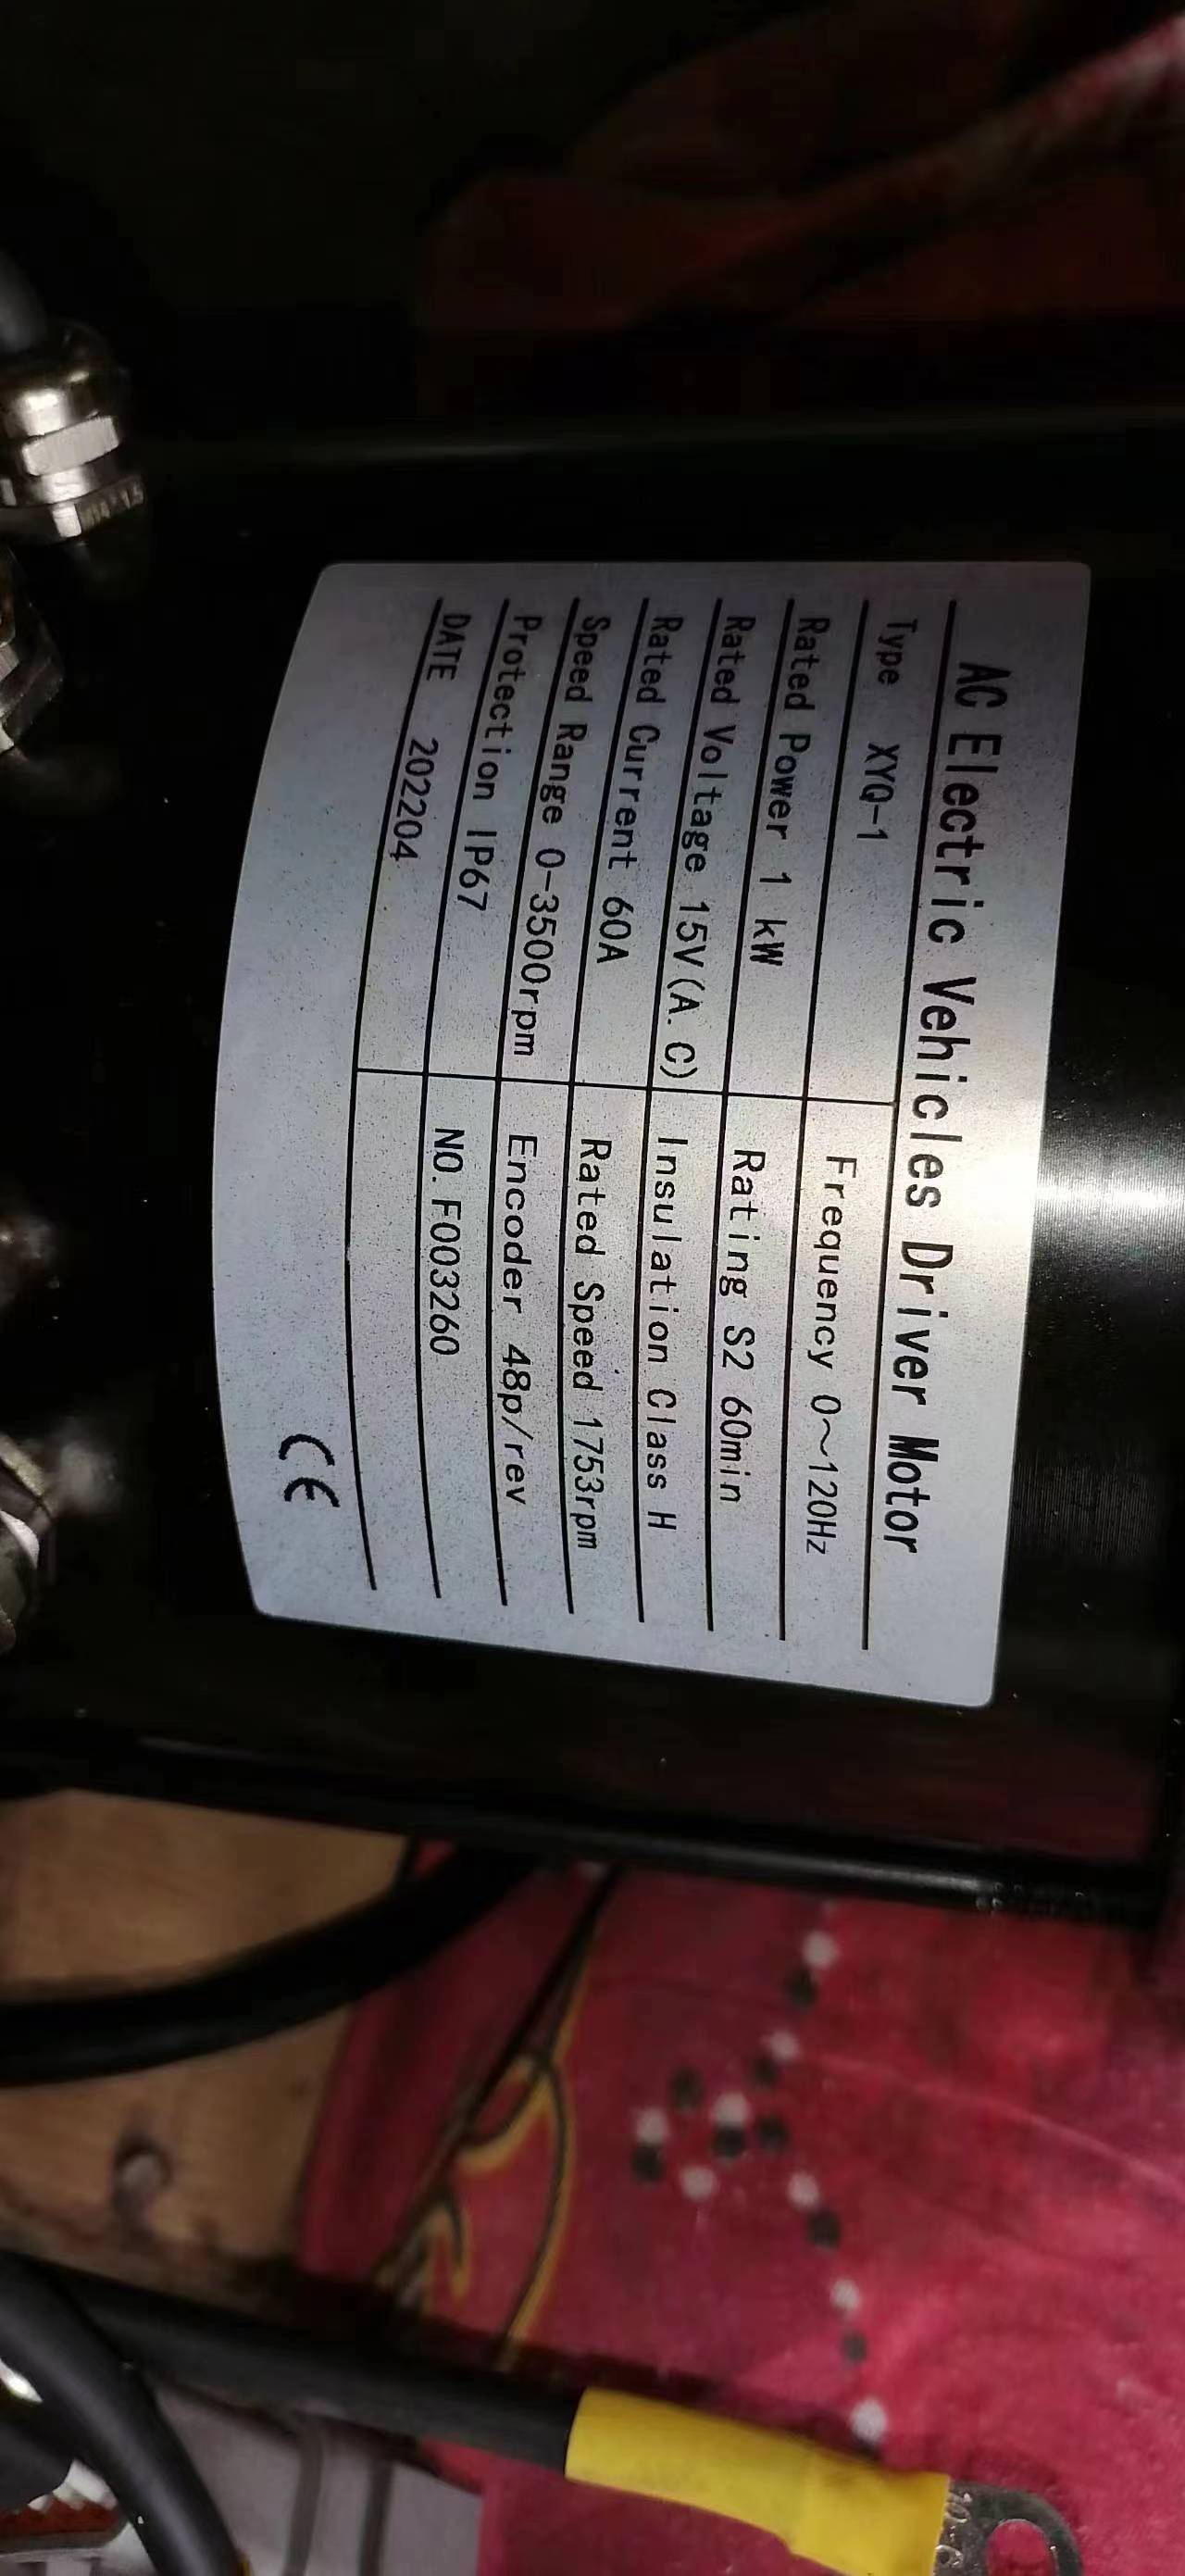 AC Electric Vehicles Driver Motor
Type XYQ-1 Frequency 0~120Hz
Rated Power 1 kW Rating S2 60min
Rated Voltage 15V(A.C) Insulation Class H
Rated Current 60A Rated Speed 1753rpm
Speed Range 0-3500rpm Encoder 48p/rev
Protection IP67 NO.F003260
DATE 202204
CE